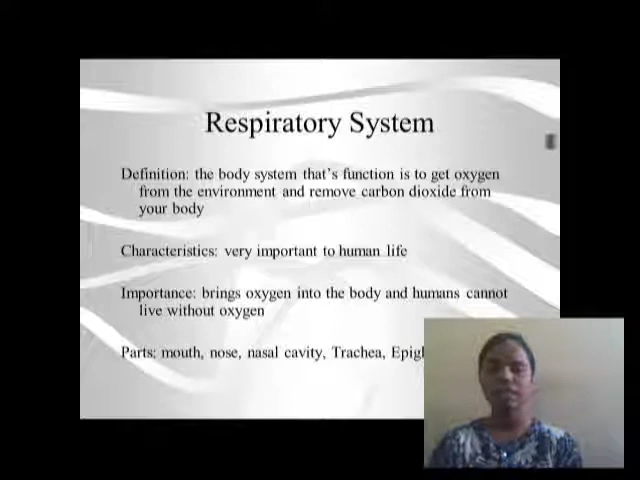 Respiratory System
Definition: the body system that's function is to get oxygen
from the environment and remove carbon dioxide from
your body
Characteristics: very important to human life
Importance: brings oxygen into the body and humans cannot
live without oxygen
Parts: mouth, nose, nasal cavity, Trachea,